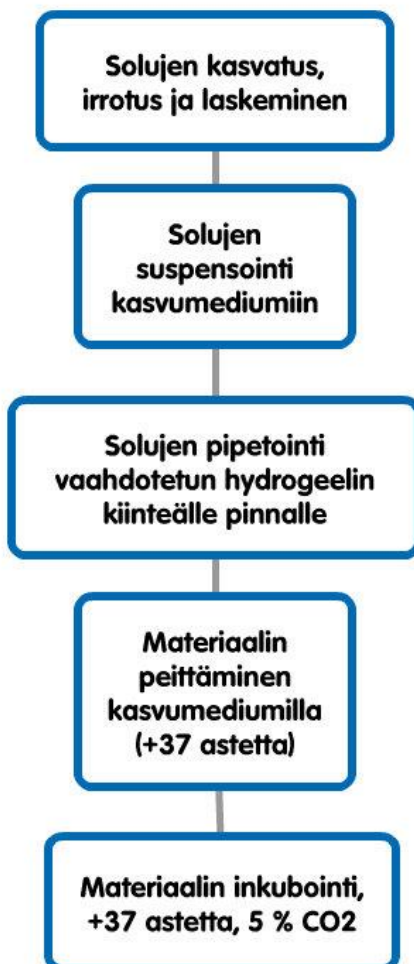 Solujen kasvatus,
irrotus ja laskeminen
Solujen
suspensointi
kasvumediumiin
Solujen pipetointi
vaahdotetun hydrogeelin
kiinteälle pinnalle
Materiaalin
peittäminen
kasvumediumilla
(+37 astetta)
Materiaalin inkubointi,
+37 astetta, 5 % CO2